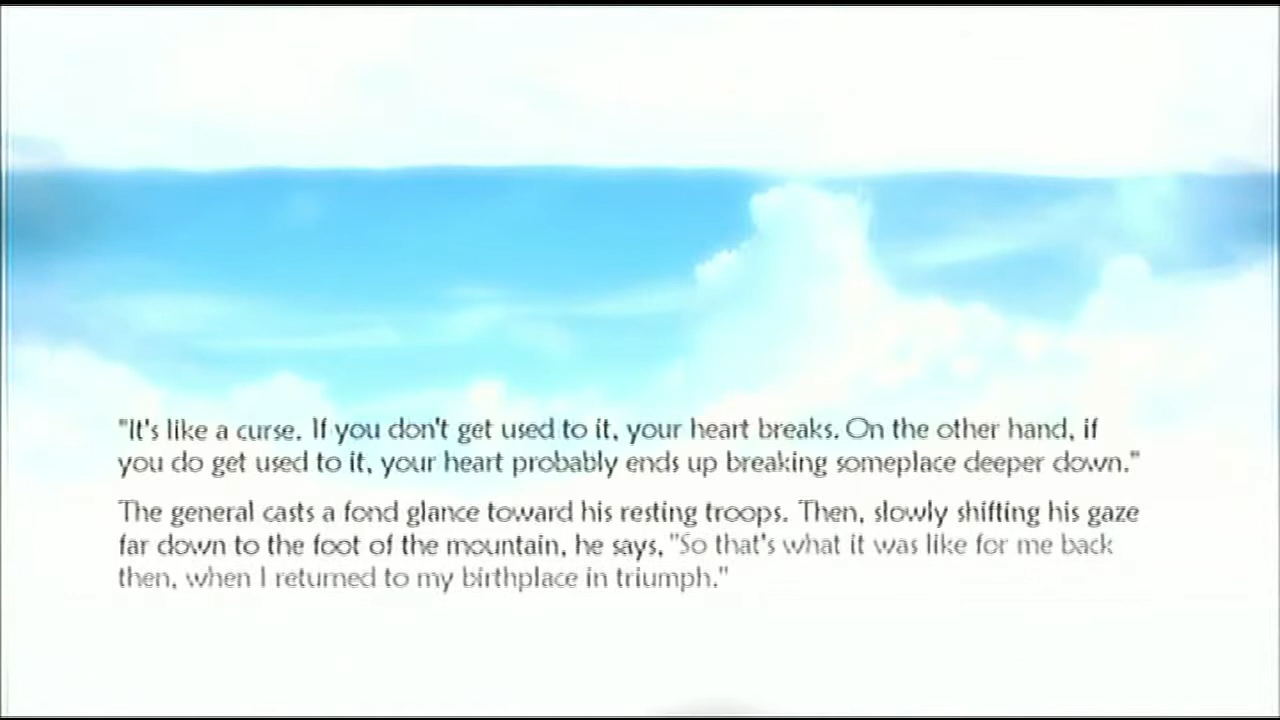 "It's like a curse. If you don't get used to it, your heart breaks. On the other hand, if
you do get used to it, your heart probably ends up breaking someplace deeper down."
The general casts a fond glance toward his resting troops. Then, slowly shifting his gaze
far down to the foot of the mountain, he says, "So that's what it was like for me back
then, when I returned to my birthplace in triumph."